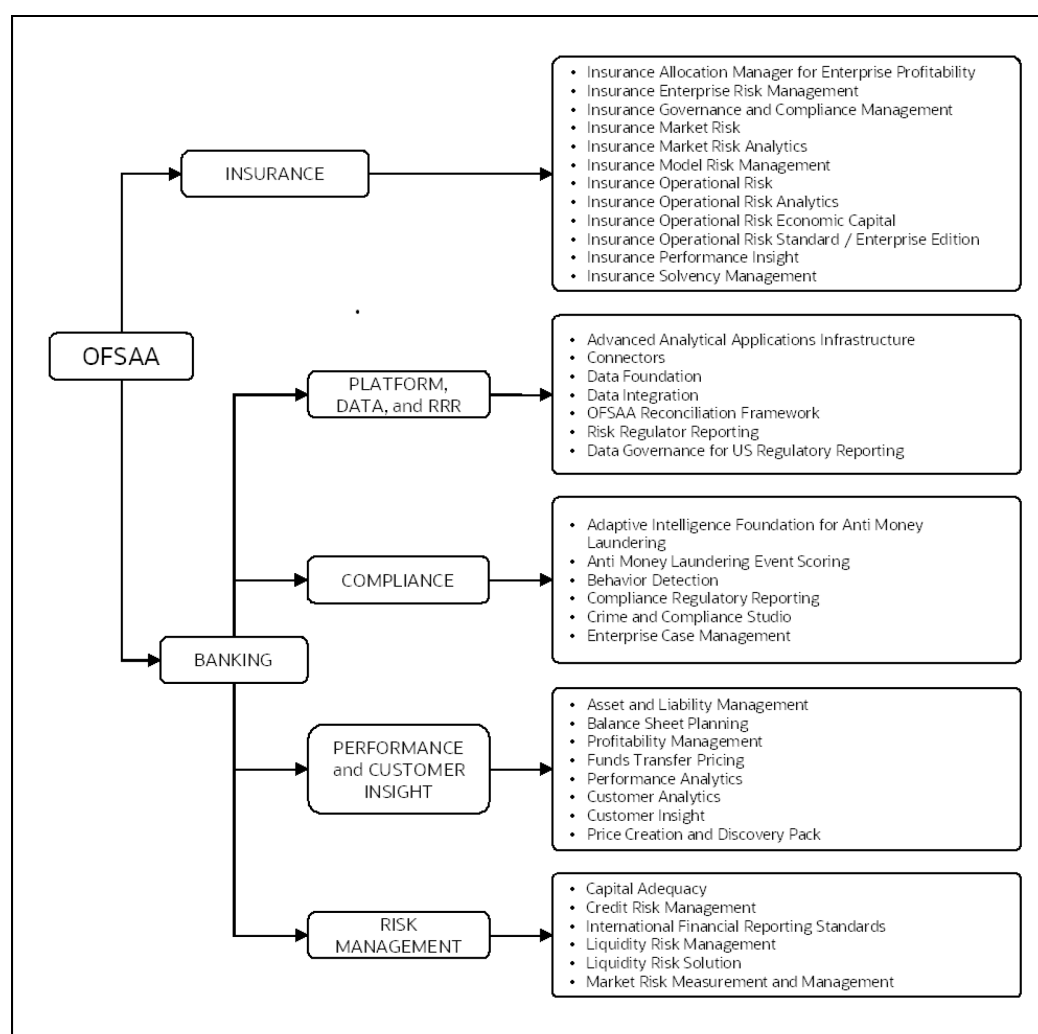 OFSAA
INSURANCE
• Insurance Allocation Manager for Enterprise Profitability
• Insurance Enterprise Risk Management
• Insurance Governance and Compliance Management
• Insurance Market Risk
• Insurance Market Risk Analytics
• Insurance Model Risk Management
• Insurance Operational Risk
• Insurance Operational Risk Analytics
• Insurance Operational Risk Economic Capital
• Insurance Operational Risk Standard / Enterprise Edition
• Insurance Performance Insight
• Insurance Solvency Management
BANKING
PLATFORM,
DATA, and RRR
• Advanced Analytical Applications Infrastructure
• Connectors
• Data Foundation
• Data Integration
• OFSAA Reconciliation Framework
• Risk Regulator Reporting
• Data Governance for US Regulatory Reporting
COMPLIANCE
• Adaptive Intelligence Foundation for Anti Money
Laundering
• Anti Money Laundering Event Scoring
• Behavior Detection
• Compliance Regulatory Reporting
• Crime and Compliance Studio
• Enterprise Case Management
PERFORMANCE
and CUSTOMER
INSIGHT
• Asset and Liability Management
• Balance Sheet Planning
• Profitability Management
• Funds Transfer Pricing
• Performance Analytics
• Customer Analytics
• Customer Insight
• Price Creation and Discovery Pack
RISK
MANAGEMENT
• Capital Adequacy
• Credit Risk Management
• International Financial Reporting Standards
• Liquidity Risk Management
• Liquidity Risk Solution
• Market Risk Measurement and Management